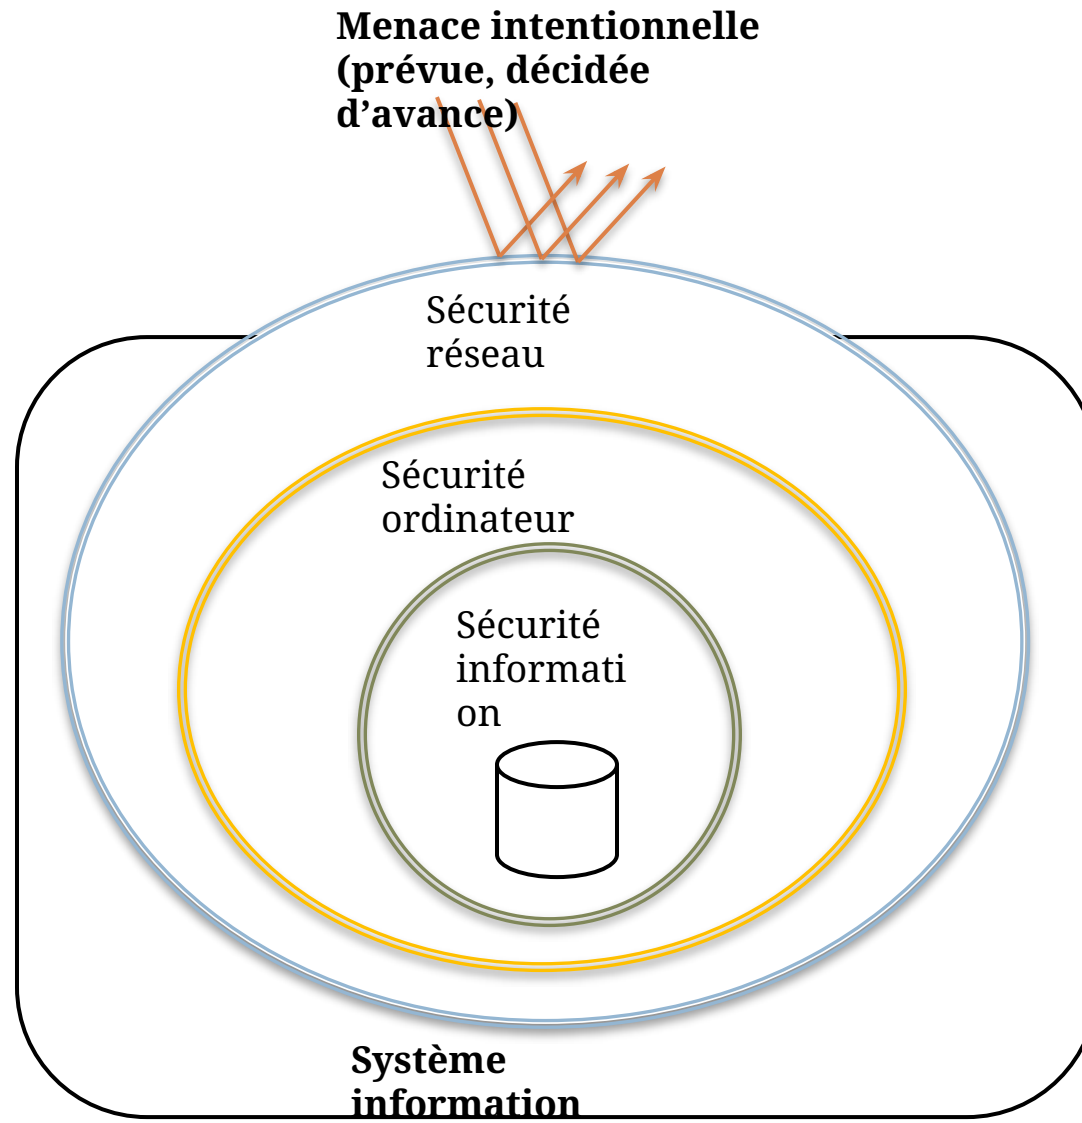 Menace intentionnelle
(prévue, décidée
d’avance)
Sécurité
réseau
Sécurité
ordinateur
Sécurité
informati
on
Système
information